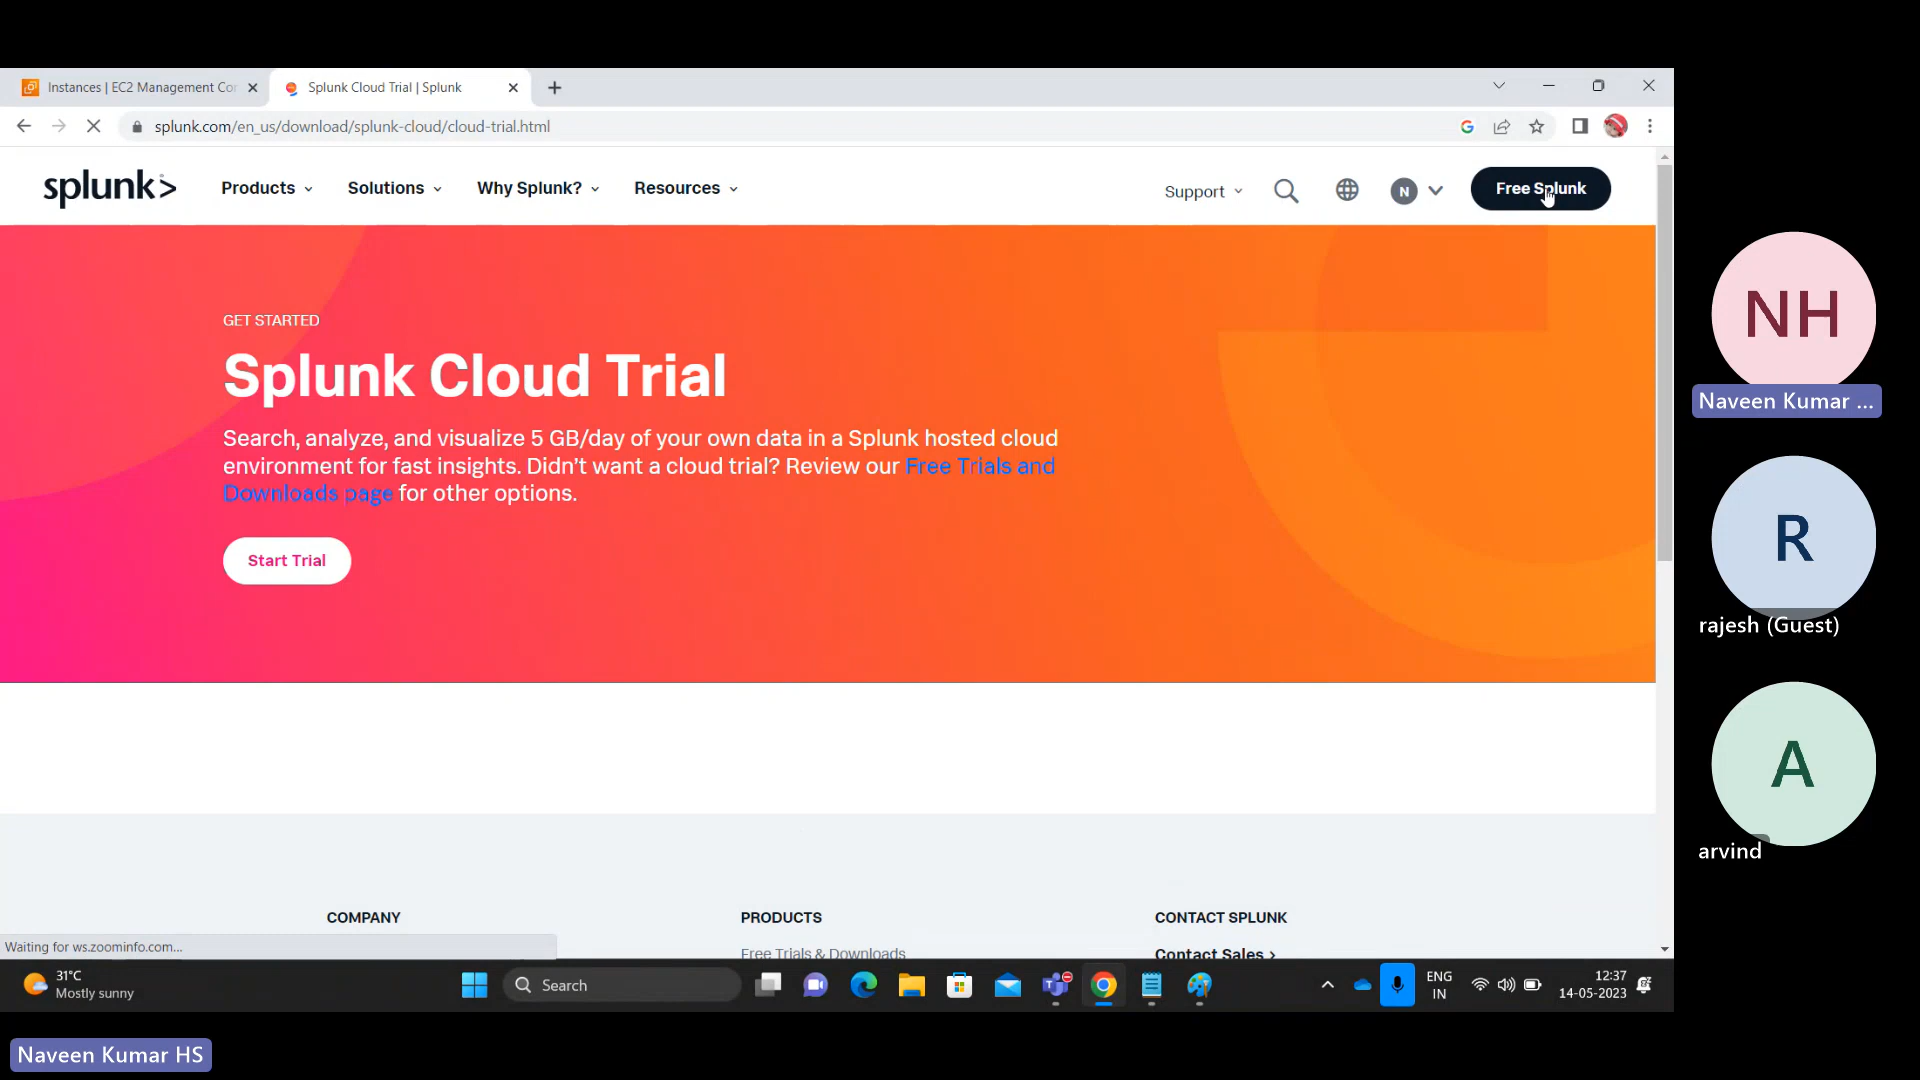 Instances | EC2 Management Co
Splunk Cloud Trial | Splunk
splunk.com/en_us/download/splunk-cloud/cloud-trial.html
splunk>
Products
Solutions
Why Splunk?
Resources
Support
N
Free Splunk
GET STARTED
Splunk Cloud Trial
Search, analyze, and visualize 5 GB/day of your own data in a Splunk hosted cloud
environment for fast insights. Didn't want a cloud trial? Review our Free Trials and
Downloads page for other options.
Start Trial
COMPANY
PRODUCTS
CONTACT SPLUNK
Free Trials & Downloads
Contact Sales >
Waiting for ws.zoominfo.com...
31°C
Mostly sunny
Search
ENG
IN
12:37
14-05-2023
NH
Naveen Kumar ...
R
rajesh (Guest)
A
arvind
Naveen Kumar HS